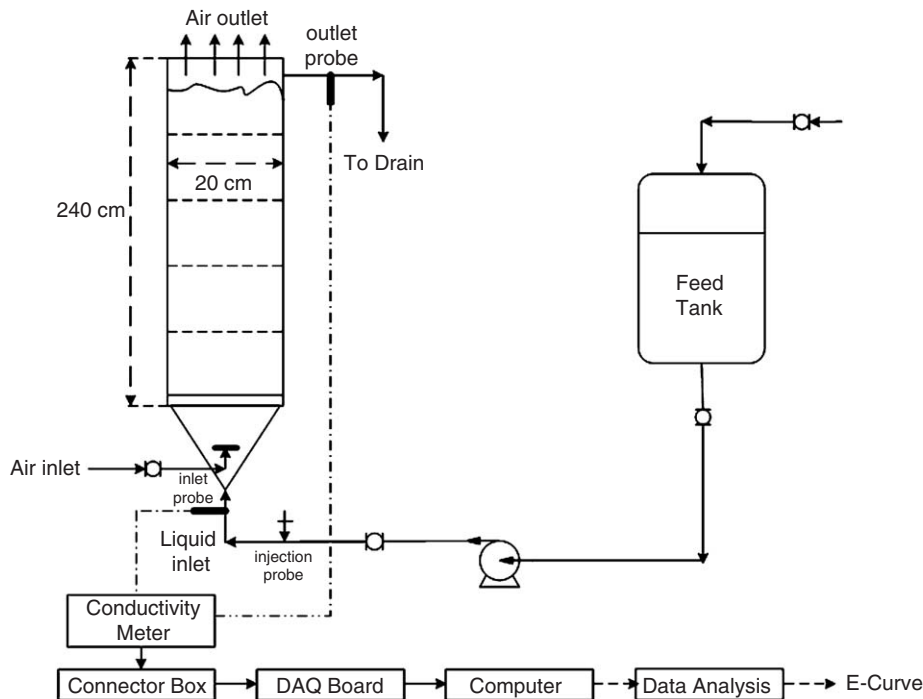 Air outlet
outlet
probe
To Drain
20 cm
240 cm
Feed
Tank
Air inlet
inlet
probe
Liquid
inlet
injection
probe
Conductivity
Meter
Connector Box
DAQ Board
Computer
Data Analysis
E-Curve